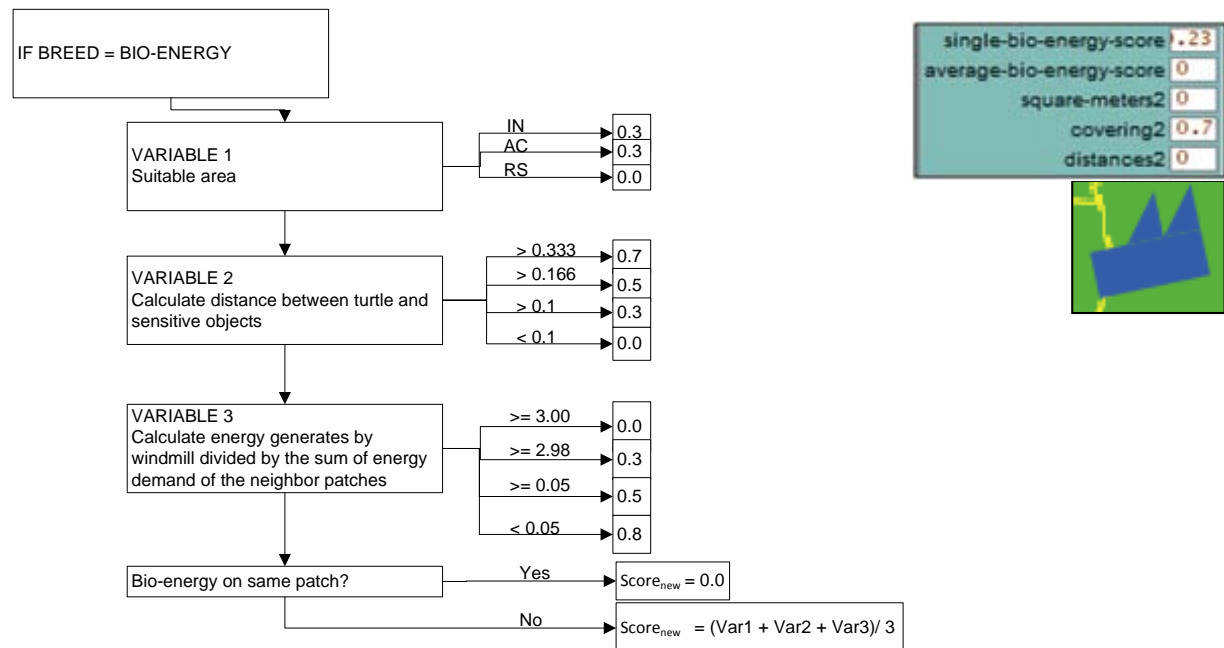 IF BREED = BIO-ENERGY
VARIABLE 1
Suitable area
IN
0.3
AC
0.3
RS
0.0
VARIABLE 2
Calculate distance between turtle and
sensitive objects
> 0.333
0.7
> 0.166
0.5
> 0.1
0.3
< 0.1
0.0
VARIABLE 3
Calculate energy generates by
windmill divided by the sum of energy
demand of the neighbor patches
>= 3.00
0.0
>= 2.98
0.3
>= 0.05
0.5
< 0.05
0.8
Bio-energy on same patch?
Yes
Scorenew = 0.0
No
Scorenew = (Var1 + Var2 + Var3)/ 3
single-bio-energy-score .23
average-bio-energy-score 0
square-meters2 0
covering2 0.7
distances2 0